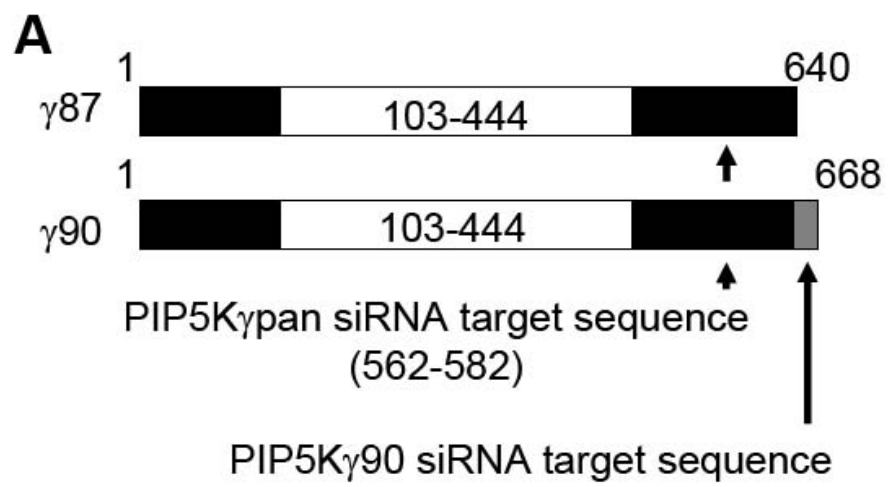 A
1 640
γ87 103-444
1 668
γ90 103-444
PIP5Kγpan siRNA target sequence
(562-582)
PIP5Kγ90 siRNA target sequence